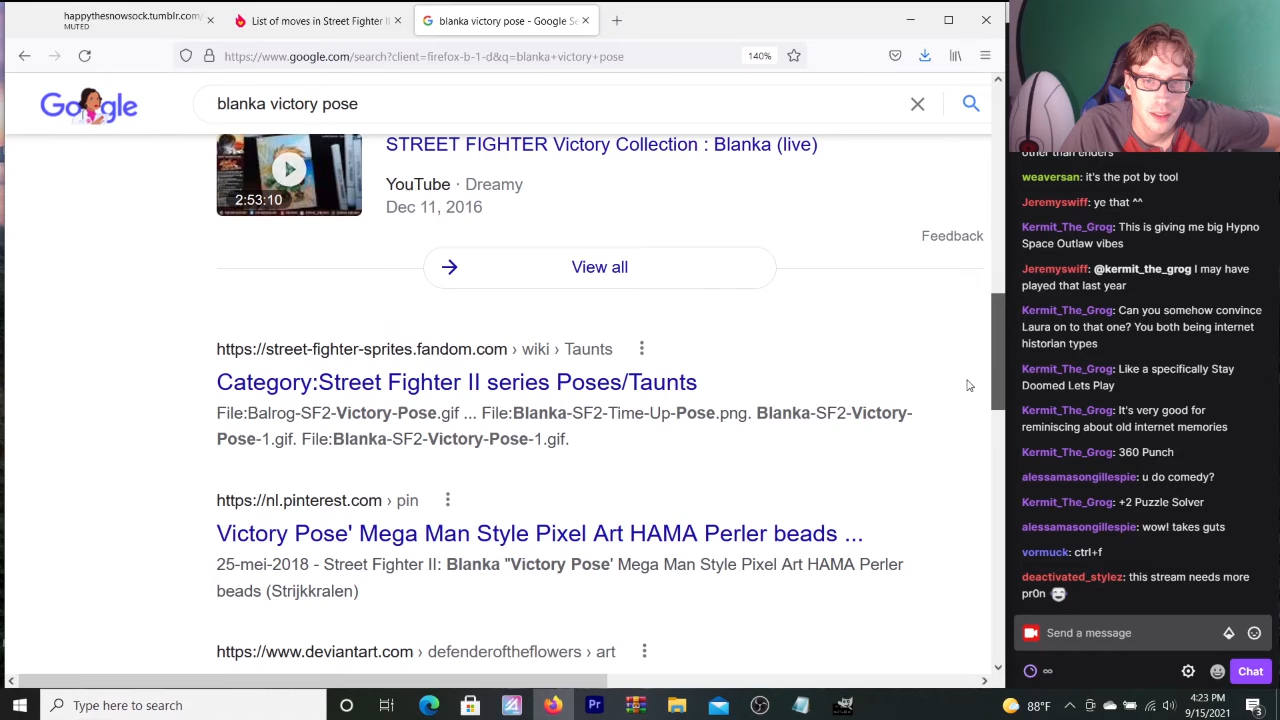 happythesnowsock.tumblr.com/
MUTED
List of moves in Street Fighter I
blanka victory pose - Google Se
https://www.google.com/search?client=firefox-b-1-d&q=blanka+victory+pose
140%
Google
blanka victory pose
2:53:10
STREET FIGHTER Victory Collection : Blanka (live)
YouTube · Dreamy
Dec 11, 2016
Feedback
View all
https://street-fighter-sprites.fandom.com › wiki › Taunts
Category:Street Fighter II series Poses/Taunts
File:Balrog-SF2-Victory-Pose.gif ... File:Blanka-SF2-Time-Up-Pose.png. Blanka-SF2-Victory-
Pose-1.gif. File:Blanka-SF2-Victory-Pose-1.gif.
https://nl.pinterest.com › pin
Victory Pose' Mega Man Style Pixel Art HAMA Perler beads ...
25-mei-2018 - Street Fighter II: Blanka "Victory Pose' Mega Man Style Pixel Art HAMA Perler
beads (Strijkkralen)
https://www.deviantart.com › defenderoftheflowers › art
other than enders
weaversan: it's the pot by tool
Jeremyswiff: ye that ^^
Kermit_The_Grog: This is giving me big Hypno
Space Outlaw vibes
Jeremyswiff: @kermit_the_grog I may have
played that last year
Kermit_The_Grog: Can you somehow convince
Laura on to that one? You both being internet
historian types
Kermit_The_Grog: Like a specifically Stay
Doomed Lets Play
Kermit_The_Grog: It's very good for
reminiscing about old internet memories
Kermit_The_Grog: 360 Punch
alessamasongillespie: u do comedy?
Kermit_The_Grog: +2 Puzzle Solver
alessamasongillespie: wow! takes guts
vormuck: ctrl+f
deactivated_stylez: this stream needs more
pr0n
Send a message
∞
Chat
Type here to search
Pr
88°F
4:23 PM
9/15/2021
3